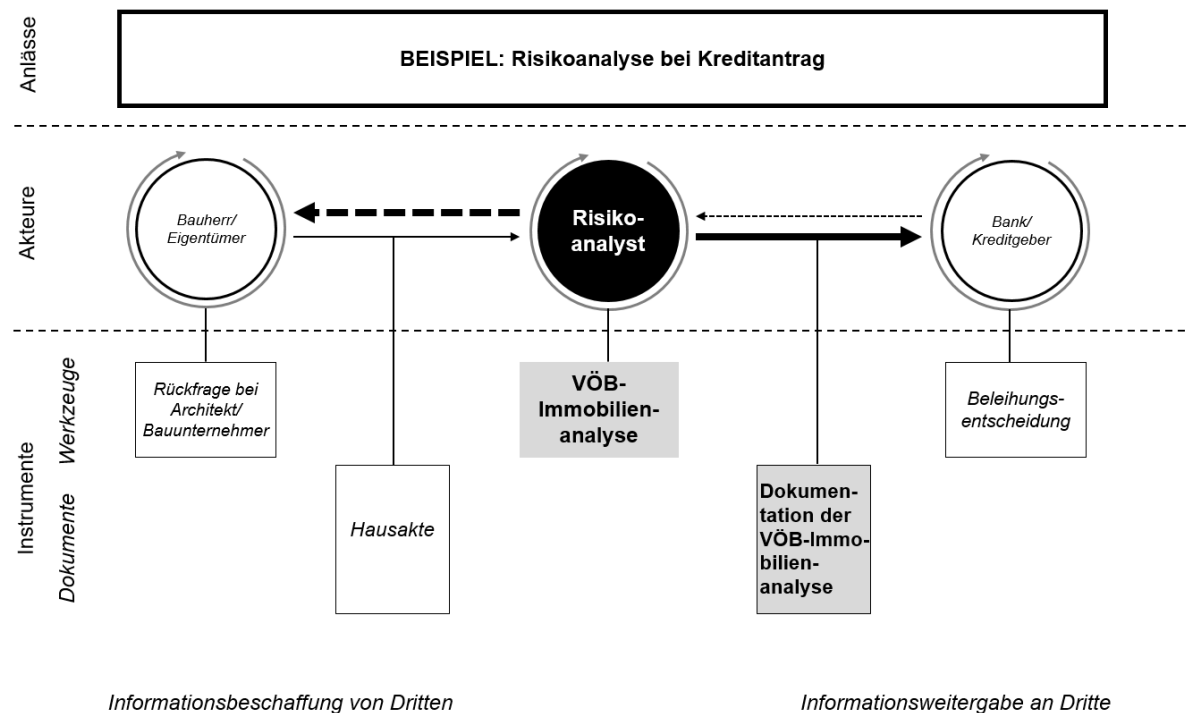 Anlässe
BEISPIEL: Risikoanalyse bei Kreditantrag
Akteure
Bauherr/
Eigentümer
Risiko-
analyst
Bank/
Kreditgeber
Instrumente
Werkzeuge
Rückfrage bei
Architekt/
Bauunternehmer
VÖB-
Immobilien-
analyse
Beleihungs-
entscheidung
Dokumente
Hausakte
Dokumen-
tation der
VÖB-Immo-
bilien-
analyse
Informationsbeschaffung von Dritten
Informationsweitergabe an Dritte